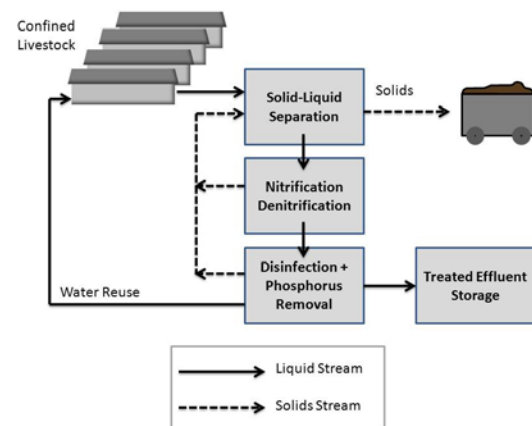 Confined
Livestock
Solid-Liquid
Separation
Solids
Nitrification
Denitrification
Disinfection +
Phosphorus
Removal
Treated Effluent
Storage
Water Reuse
Liquid Stream
Solids Stream